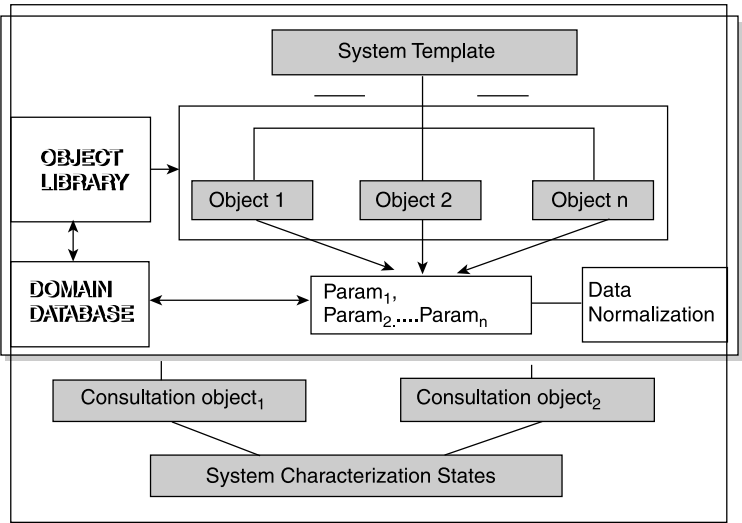 System Template
OBJECT
LIBRARY
Object 1
Object 2
Object n
DOMAIN
DATABASE
Param₁,
Param₂.....Paramₙ
Data
Normalization
Consultation object₁
Consultation object₂
System Characterization States